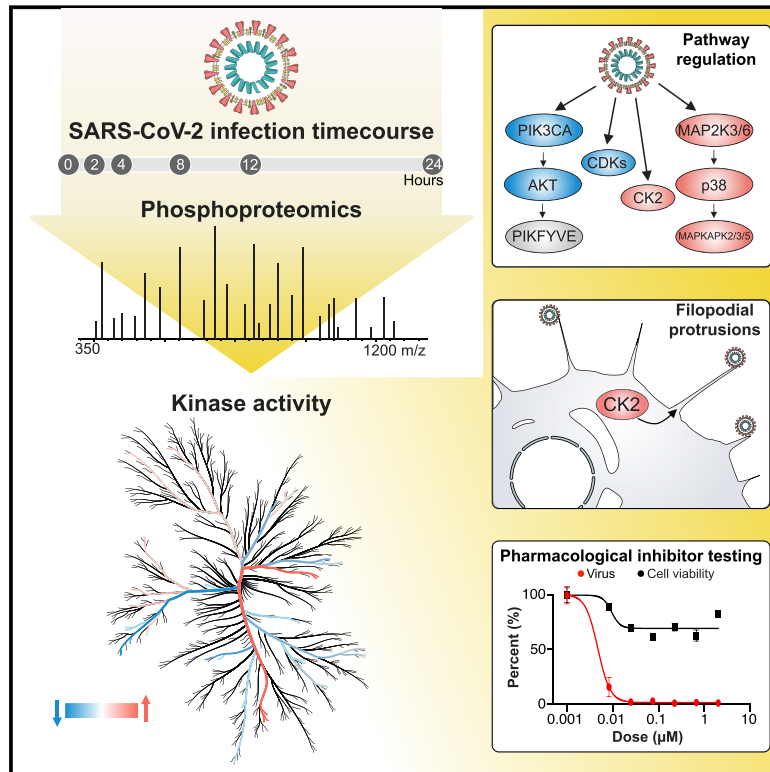 SARS-CoV-2 infection timecourse
0 2 4 8 12 24
Hours
Phosphoproteomics
350 1200 m/z
Kinase activity
Pathway
regulation
PIK3CA MAP2K3/6
CDKs
AKT p38
CK2
PIKFYVE MAPKAPK2/3/5
Filopodial
protrusions
CK2
Pharmacological inhibitor testing
Virus Cell viability
100
50
0
Percent (%)
0.001 0.01 0.1 1 10
Dose (µM)